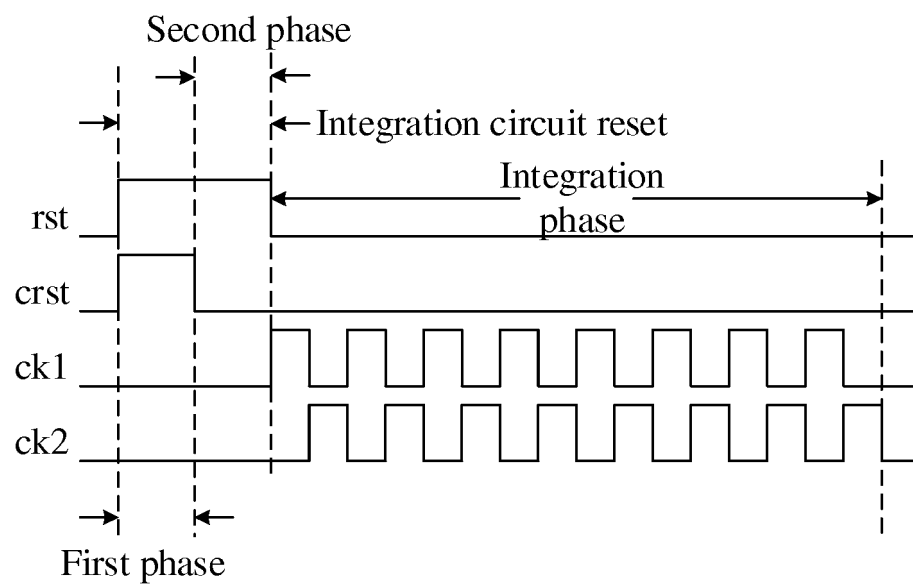 Second phase
Integration circuit reset
Integration
phase
rst
crst
ck1
ck2
First phase